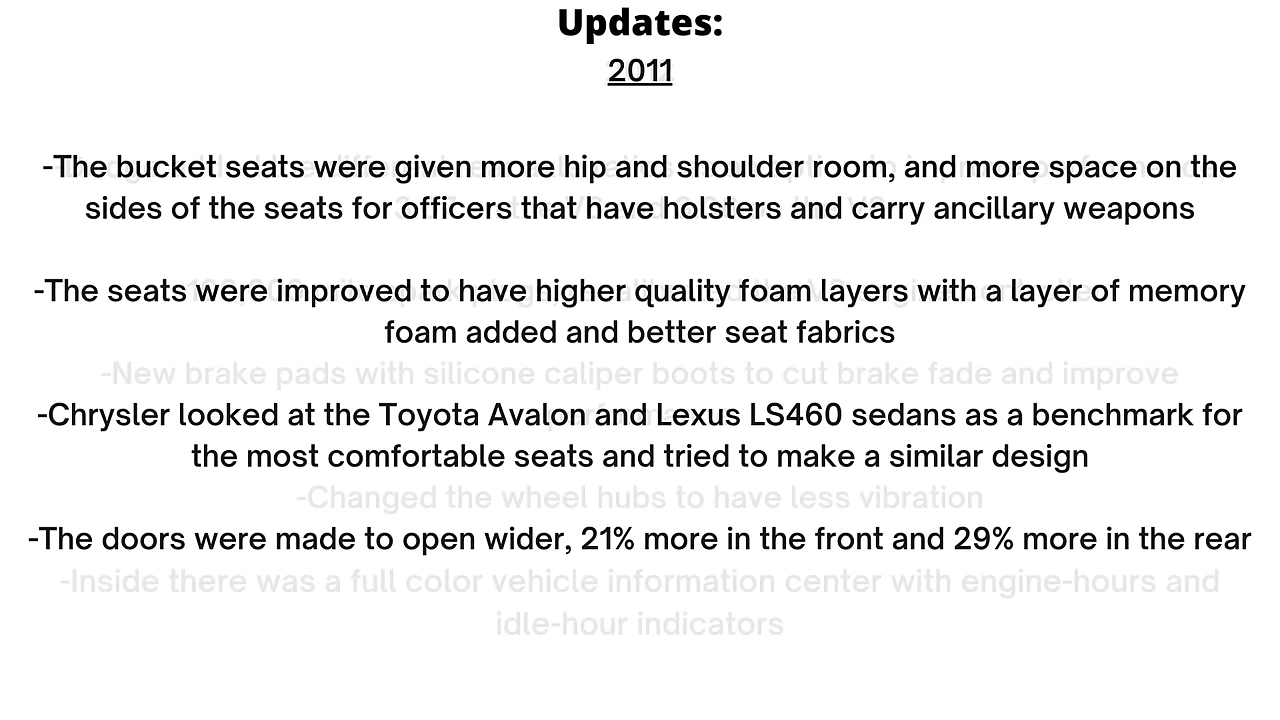 Updates:
2011
-The bucket seats were given more hip and shoulder room, and more space on the
sides of the seats for officers that have holsters and carry ancillary weapons
-The seats were improved to have higher quality foam layers with a layer of memory
foam added and better seat fabrics
-New brake pads with silicone caliper boots to cut brake fade and improve
-Chrysler looked at the Toyota Avalon and Lexus LS460 sedans as a benchmark for
the most comfortable seats and tried to make a similar design
-Changed the wheel hubs to have less vibration
-The doors were made to open wider, 21% more in the front and 29% more in the rear
-Inside there was a full color vehicle information center with engine-hours and
idle-hour indicators